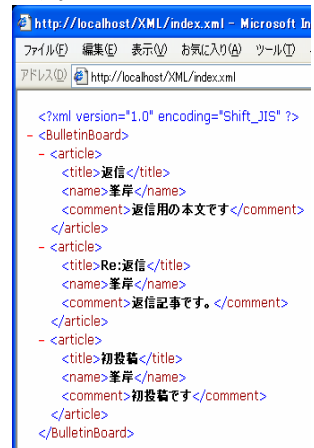 http://localhost/XML/index.xml - Microsoft In
ファイル(F) 編集(E) 表示(V) お気に入り(A) ツール(T)
アドレス(D) http://localhost/XML/index.xml
<?xml version="1.0" encoding="Shift_JIS" ?>
- <BulletinBoard>
- <article>
<title>返信</title>
<name>峯岸</name>
<comment>返信用の本文です</comment>
</article>
- <article>
<title>Re:返信</title>
<name>峯岸</name>
<comment>返信記事です。</comment>
</article>
- <article>
<title>初投稿</title>
<name>峯岸</name>
<comment>初投稿です</comment>
</article>
</BulletinBoard>